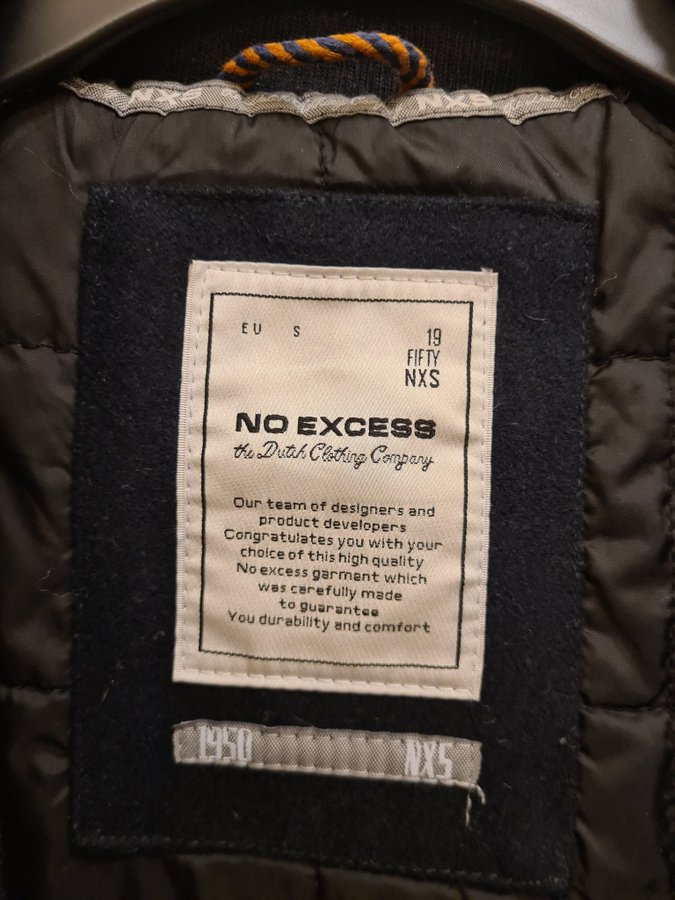 NXS NXS
EU S
19
FIFTY
NXS
NO EXCESS
the Dutch Clothing Company
Our team of designers and
product developers
Congratulates you with your
choice of this high quality
No excess garment which
was carefully made
to guarantee
You durability and comfort
1950 NXS